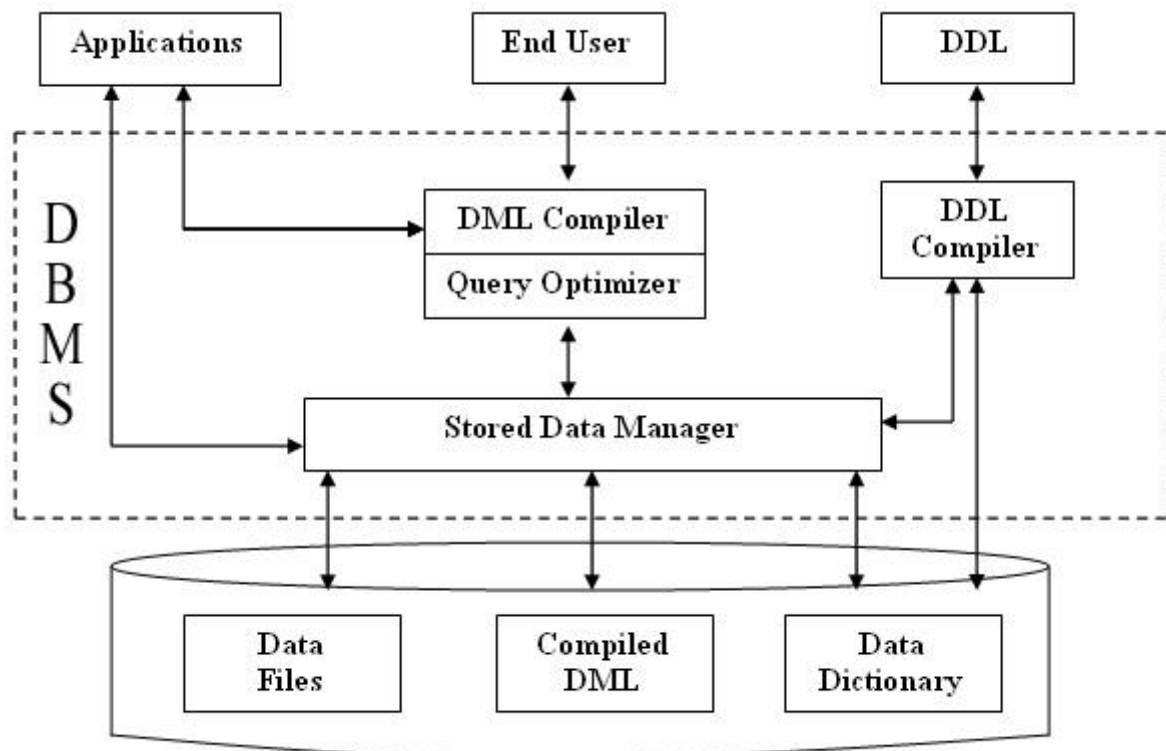 Applications
End User
DDL
D
B
M
S
DML Compiler
Query Optimizer
DDL
Compiler
Stored Data Manager
Data
Files
Compiled
DML
Data
Dictionary